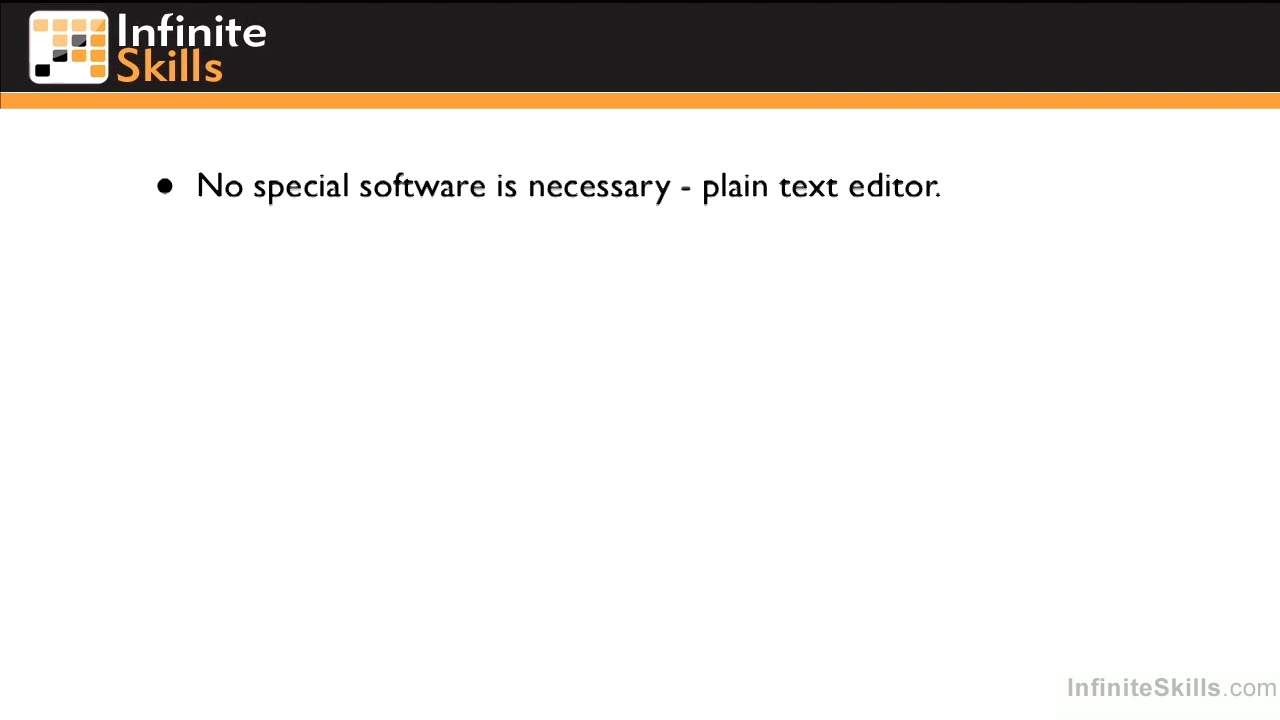 Infinite
Skills
● No special software is necessary - plain text editor.
InfiniteSkills.com